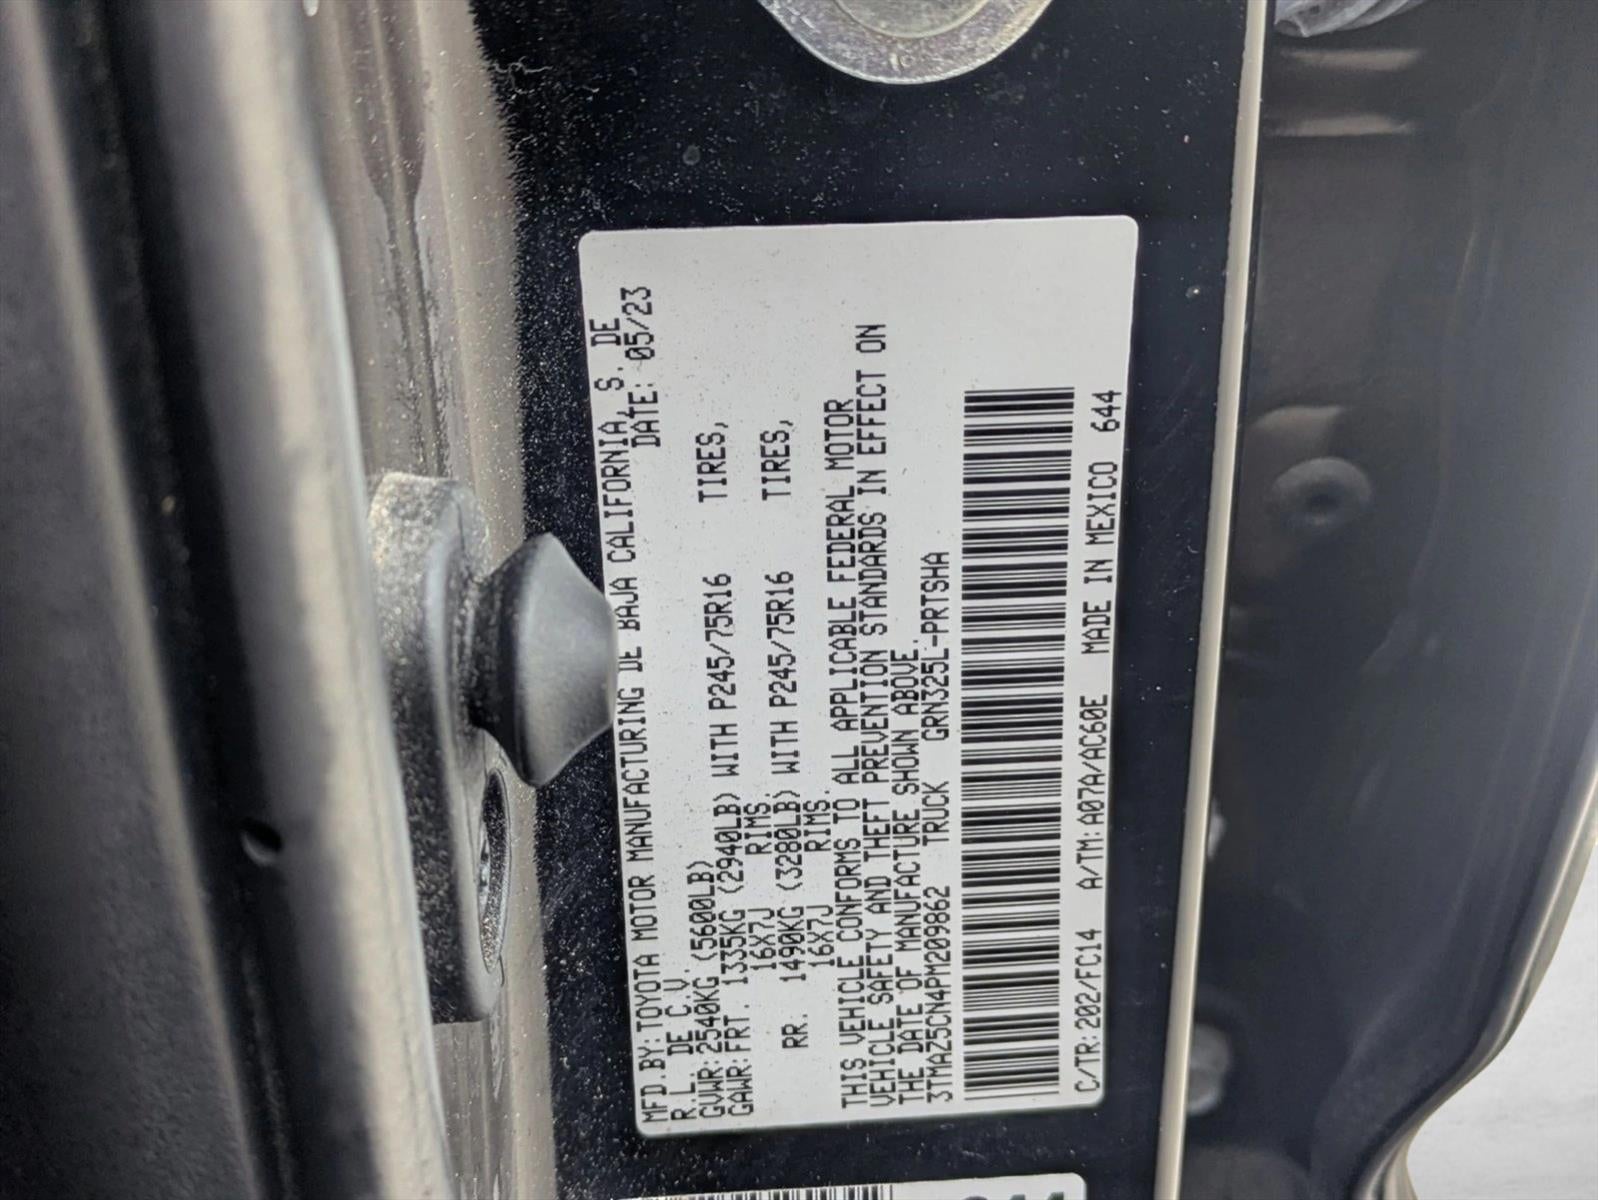 MFD.BY:TOYOTA MOTOR MANUFACTURING DE BAJA CALIFORNIA, S. DE
R.L. DE C.V. DATE: 05/23
GVWR:2540KG (5600LB)
GAWR:FRT. 1335KG (2940LB) WITH P245/75R16 TIRES,
16X7J RIMS.
RR. 1490KG (3280LB) WITH P245/75R16 TIRES,
16X7J RIMS.
THIS VEHICLE CONFORMS TO ALL APPLICABLE FEDERAL MOTOR
VEHICLE SAFETY AND THEFT PREVENTION STANDARDS IN EFFECT ON
THE DATE OF MANUFACTURE SHOWN ABOVE.
3TMAZ5CN4PM209862 TRUCK GRN325L-PRTSHA
C/TR:202/FC14 A/TM:A07A/AC60E MADE IN MEXICO 644